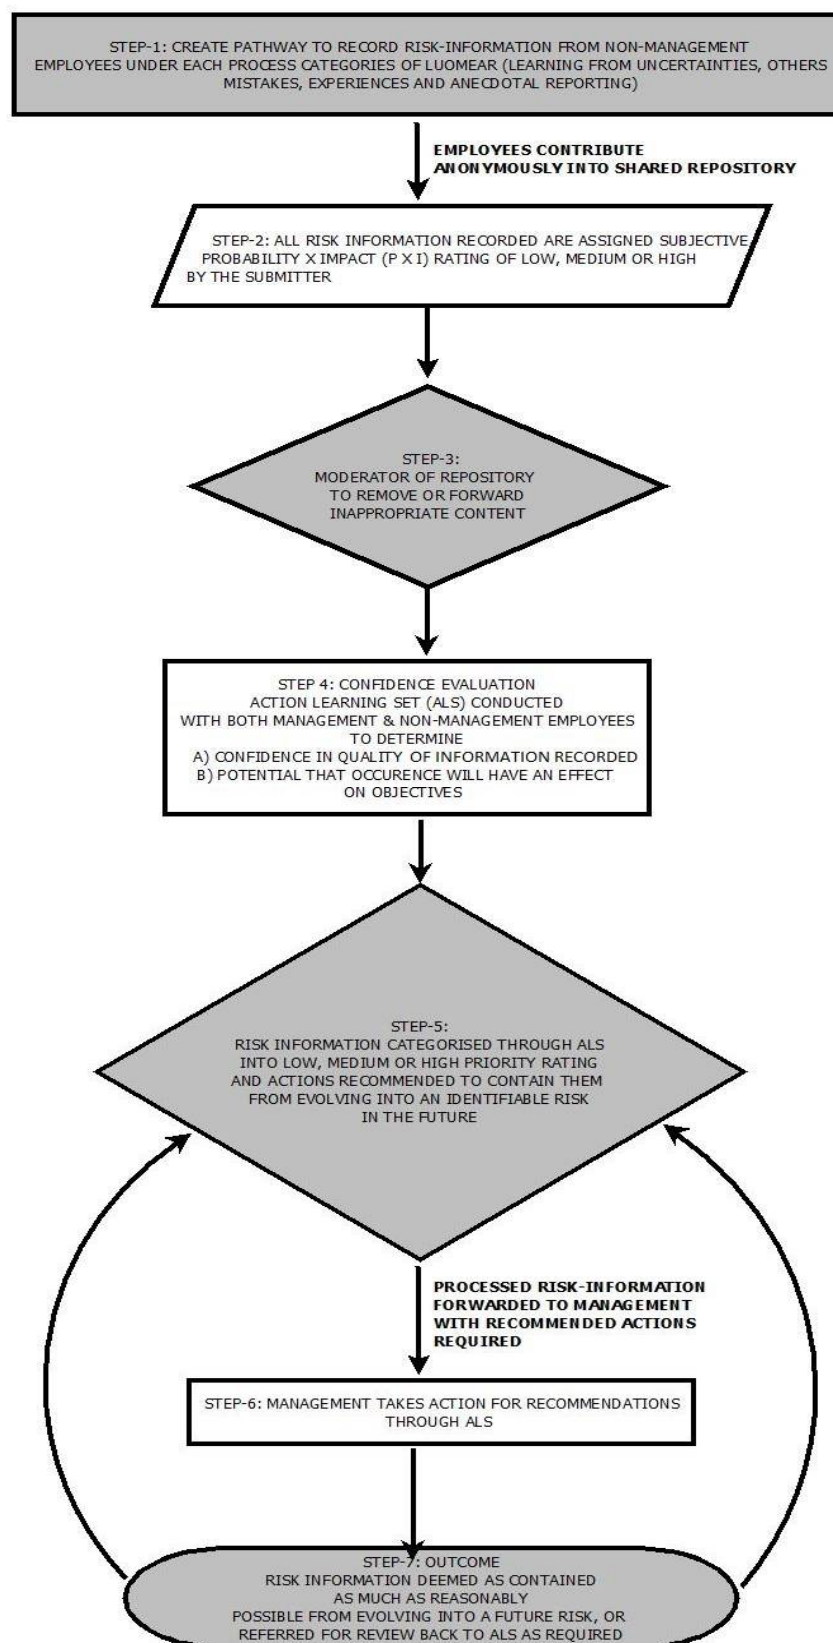 STEP-1: CREATE PATHWAY TO RECORD RISK-INFORMATION FROM NON-MANAGEMENT
EMPLOYEES UNDER EACH PROCESS CATEGORIES OF LUOMEAR (LEARNING FROM UNCERTAINTIES, OTHERS
MISTAKES, EXPERIENCES AND ANECDOTAL REPORTING)
EMPLOYEES CONTRIBUTE
ANONYMOUSLY INTO SHARED REPOSITORY
STEP-2: ALL RISK INFORMATION RECORDED ARE ASSIGNED SUBJECTIVE
PROBABILITY X IMPACT (P X I) RATING OF LOW, MEDIUM OR HIGH
BY THE SUBMITTER
STEP-3:
MODERATOR OF REPOSITORY
TO REMOVE OR FORWARD
INAPPROPRIATE CONTENT
STEP 4: CONFIDENCE EVALUATION
ACTION LEARNING SET (ALS) CONDUCTED
WITH BOTH MANAGEMENT & NON-MANAGEMENT EMPLOYEES
TO DETERMINE
A) CONFIDENCE IN QUALITY OF INFORMATION RECORDED
B) POTENTIAL THAT OCCURENCE WILL HAVE AN EFFECT
ON OBJECTIVES
STEP-5:
RISK INFORMATION CATEGORISED THROUGH ALS
INTO LOW, MEDIUM OR HIGH PRIORITY RATING
AND ACTIONS RECOMMENDED TO CONTAIN THEM
FROM EVOLVING INTO AN IDENTIFIABLE RISK
IN THE FUTURE
PROCESSED RISK-INFORMATION
FORWARDED TO MANAGEMENT
WITH RECOMMENDED ACTIONS
REQUIRED
STEP-6: MANAGEMENT TAKES ACTION FOR RECOMMENDATIONS
THROUGH ALS
STEP-7: OUTCOME
RISK INFORMATION DEEMED AS CONTAINED
AS MUCH AS REASONABLY
POSSIBLE FROM EVOLVING INTO A FUTURE RISK, OR
REFERRED FOR REVIEW BACK TO ALS AS REQUIRED